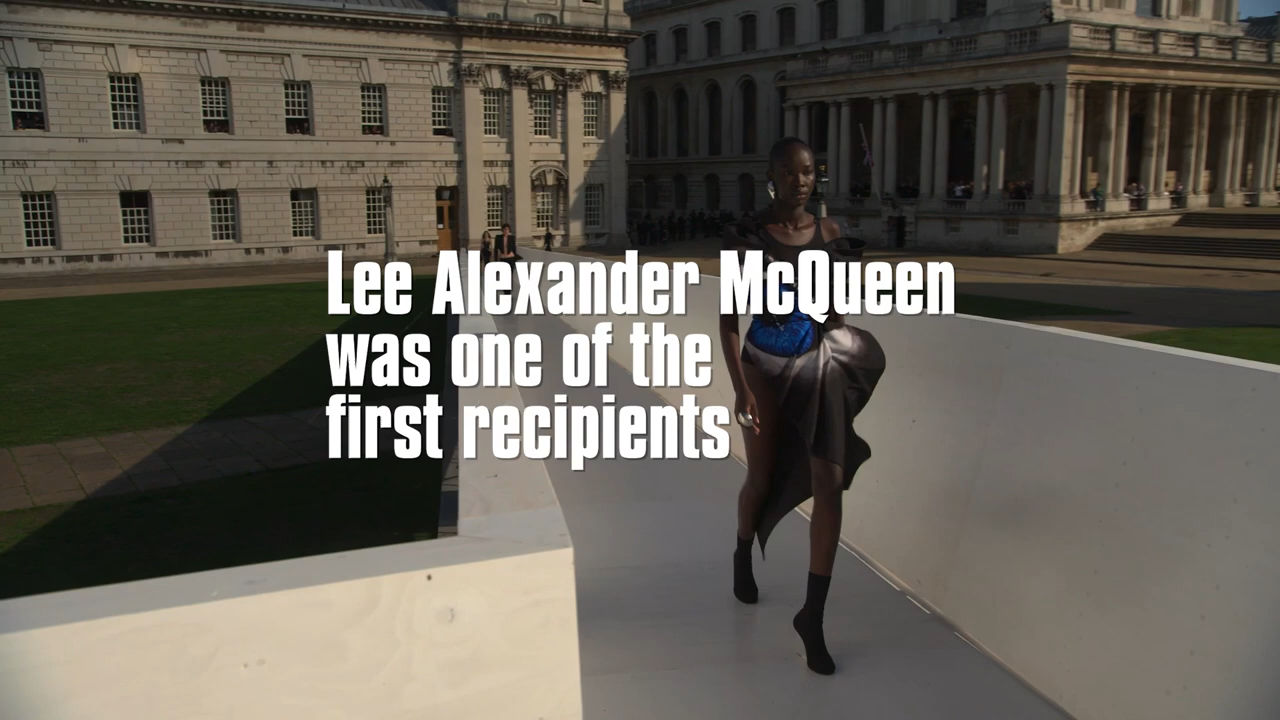 Lee Alexander McQueen
was one of the
first recipients